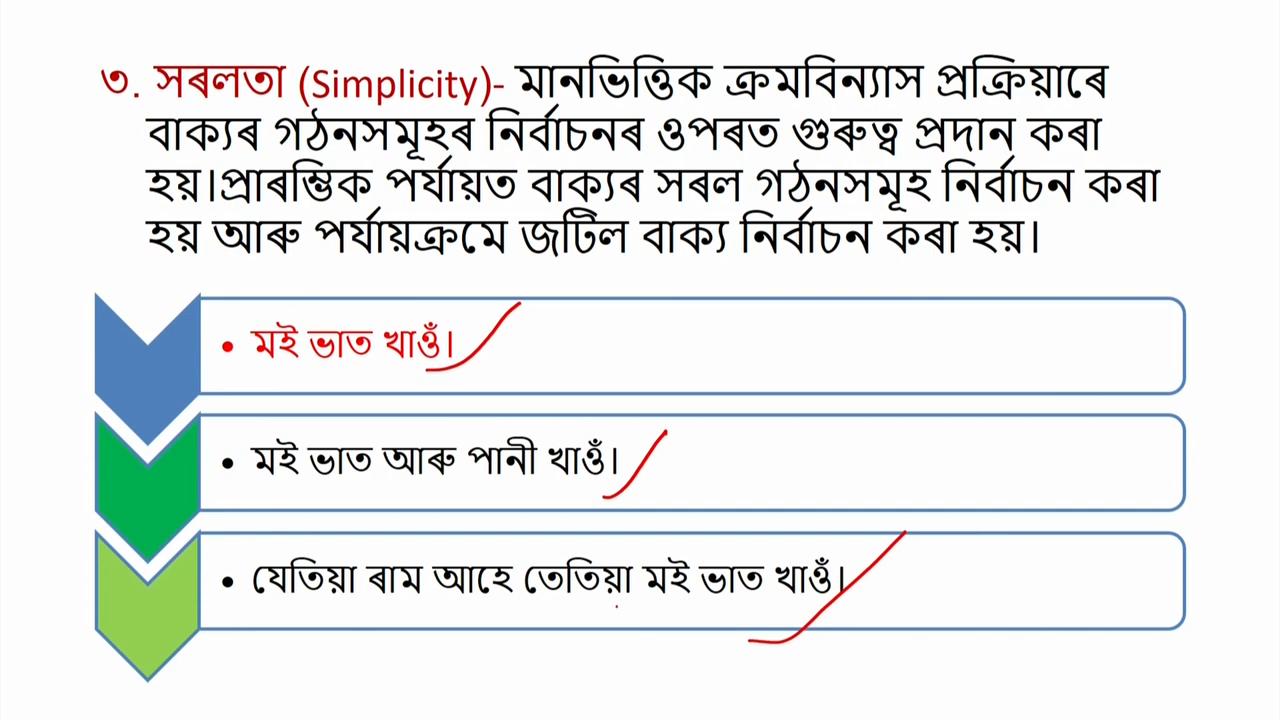 ৩. সৰলতা (Simplicity)- মানভিত্তিক ক্ৰমবিন্যাস প্ৰক্ৰিয়াৰে
বাক্যৰ গঠনসমূহৰ নিৰ্বাচনৰ ওপৰত গুৰুত্ব প্ৰদান কৰা
হয়।প্ৰাৰম্ভিক পৰ্যায়ত বাক্যৰ সৰল গঠনসমূহ নিৰ্বাচন কৰা
হয় আৰু পৰ্যায়ক্ৰমে জটিল বাক্য নিৰ্বাচন কৰা হয়।
• মই ভাত খাওঁ।
• মই ভাত আৰু পানী খাওঁ।
• যেতিয়া ৰাম আহে তেতিয়া মই ভাত খাওঁ।